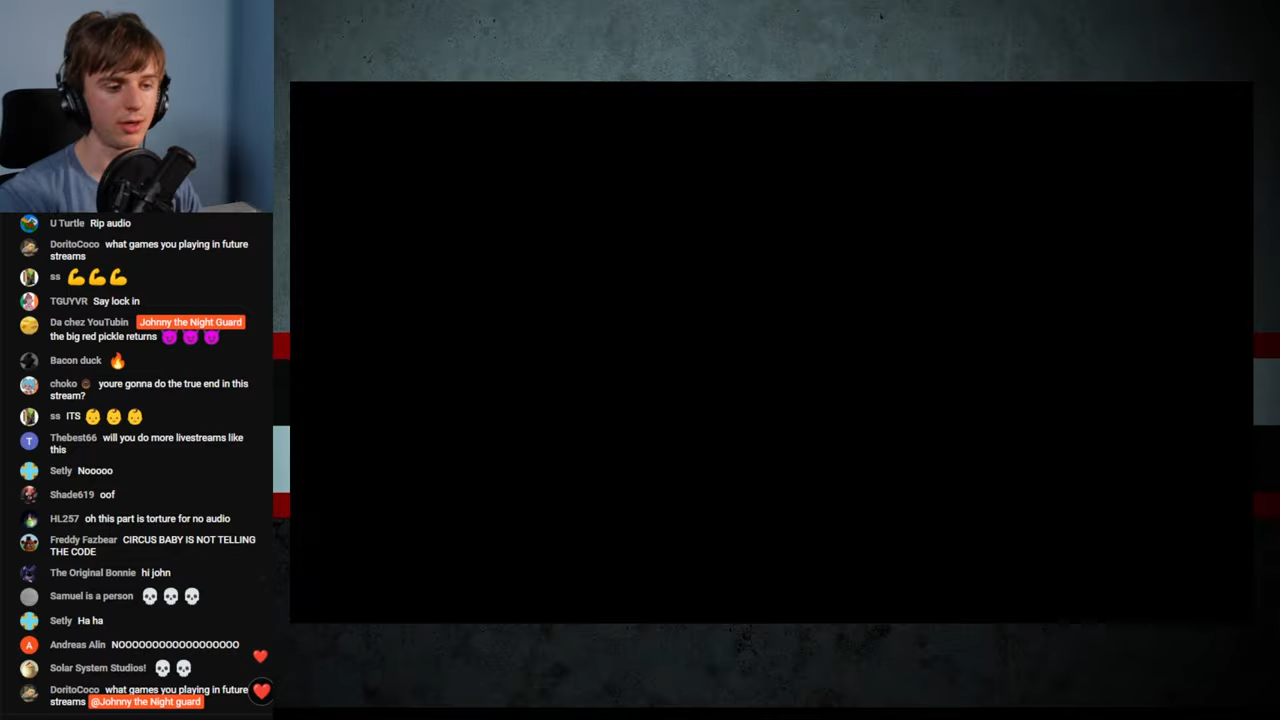 U Turtle Rip audio
DoritoCoco what games you playing in future
streams
ss 💪💪💪
TGUYVR Say lock in
Da chez YouTubin Johnny the Night Guard
the big red pickle returns 😈😈😈
Bacon duck 🔥
choko youre gonna do the true end in this
stream?
ss ITS 👶👶👶
T
Thebest66 will you do more livestreams like
this
Setly Nooooo
Shade619 oof
HL257 oh this part is torture for no audio
Freddy Fazbear CIRCUS BABY IS NOT TELLING
THE CODE
The Original Bonnie hi john
Samuel is a person 💀💀💀
Setly Ha ha
A
Andreas Alin NOOOOOOOOOOOOOOOOO
Solar System Studios! 💀💀
DoritoCoco what games you playing in future
streams @Johnny the Night guard